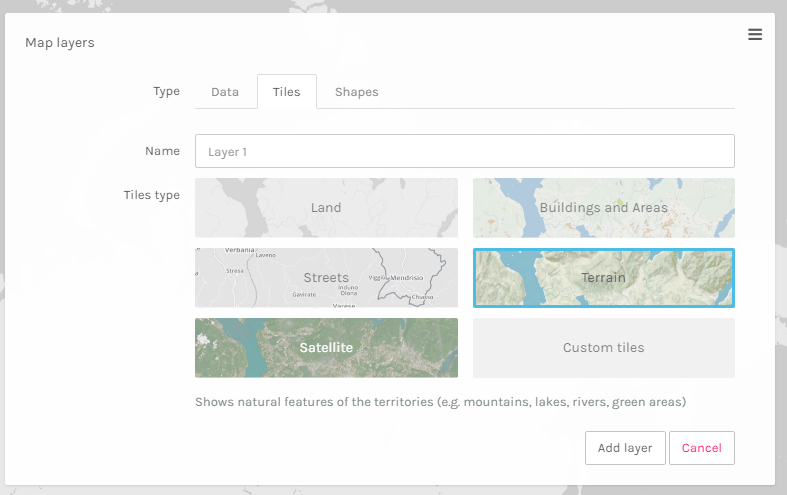 Map layers
Type Data Tiles Shapes
Name Layer 1
Tiles type
Land
Buildings and Areas
Verbania
Laveno
Stresa
Streets
Viggiù
Mendrisio
Induno
Olona
Gavirate
Chiasso
Varese
Terrain
Satellite
Custom tiles
Shows natural features of the territories (e.g. mountains, lakes, rivers, green areas)
Add layer Cancel